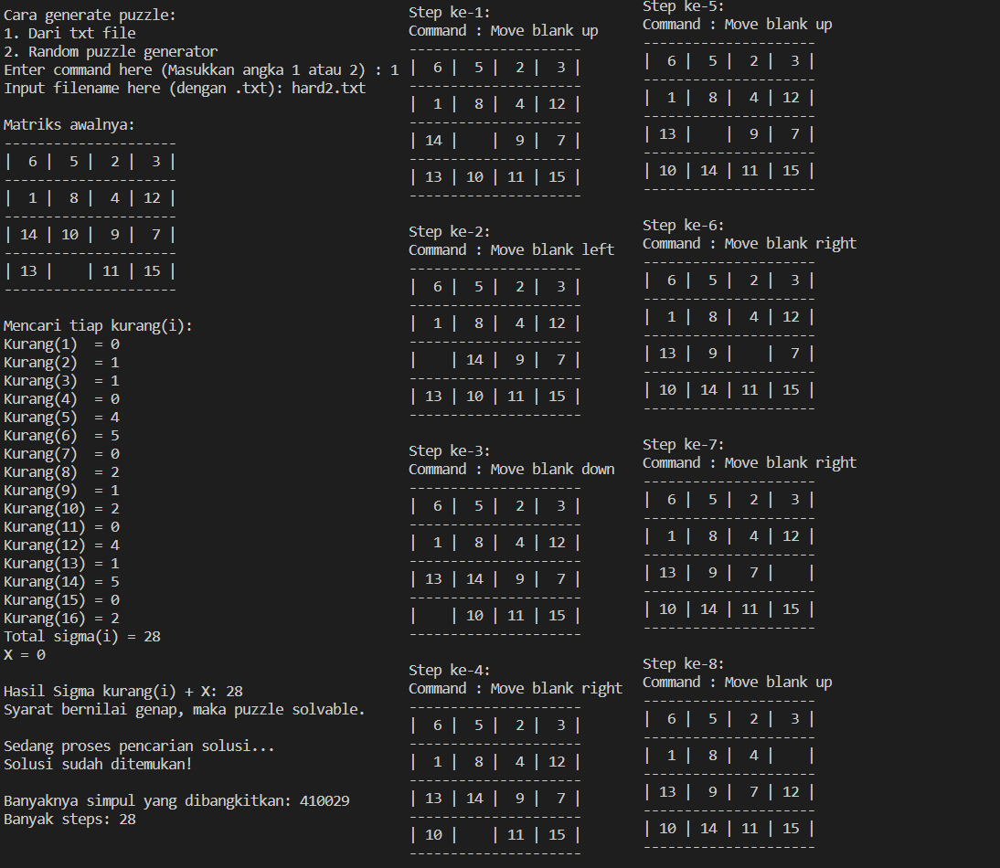 Cara generate puzzle:
1. Dari txt file
2. Random puzzle generator
Enter command here (Masukkan angka 1 atau 2) : 1
Input filename here (dengan .txt): hard2.txt

Matriks awalnya:
---------------------
|  6 |  5 |  2 |  3 |
---------------------
|  1 |  8 |  4 | 12 |
---------------------
| 14 | 10 |  9 |  7 |
---------------------
| 13 |    | 11 | 15 |
---------------------

Mencari tiap kurang(i):
Kurang(1)  = 0
Kurang(2)  = 1
Kurang(3)  = 1
Kurang(4)  = 0
Kurang(5)  = 4
Kurang(6)  = 5
Kurang(7)  = 0
Kurang(8)  = 2
Kurang(9)  = 1
Kurang(10) = 2
Kurang(11) = 0
Kurang(12) = 4
Kurang(13) = 1
Kurang(14) = 5
Kurang(15) = 0
Kurang(16) = 2
Total sigma(i) = 28
X = 0

Hasil Sigma kurang(i) + X: 28
Syarat bernilai genap, maka puzzle solvable.

Sedang proses pencarian solusi...
Solusi sudah ditemukan!

Banyaknya simpul yang dibangkitkan: 410029
Banyak steps: 28

Step ke-1:
Command : Move blank up
---------------------
|  6 |  5 |  2 |  3 |
---------------------
|  1 |  8 |  4 | 12 |
---------------------
| 14 |    |  9 |  7 |
---------------------
| 13 | 10 | 11 | 15 |
---------------------

Step ke-2:
Command : Move blank left
---------------------
|  6 |  5 |  2 |  3 |
---------------------
|  1 |  8 |  4 | 12 |
---------------------
|    | 14 |  9 |  7 |
---------------------
| 13 | 10 | 11 | 15 |
---------------------

Step ke-3:
Command : Move blank down
---------------------
|  6 |  5 |  2 |  3 |
---------------------
|  1 |  8 |  4 | 12 |
---------------------
| 13 | 14 |  9 |  7 |
---------------------
|    | 10 | 11 | 15 |
---------------------

Step ke-4:
Command : Move blank right
---------------------
|  6 |  5 |  2 |  3 |
---------------------
|  1 |  8 |  4 | 12 |
---------------------
| 13 | 14 |  9 |  7 |
---------------------
| 10 |    | 11 | 15 |
---------------------

Step ke-5:
Command : Move blank up
---------------------
|  6 |  5 |  2 |  3 |
---------------------
|  1 |  8 |  4 | 12 |
---------------------
| 13 |    |  9 |  7 |
---------------------
| 10 | 14 | 11 | 15 |
---------------------

Step ke-6:
Command : Move blank right
---------------------
|  6 |  5 |  2 |  3 |
---------------------
|  1 |  8 |  4 | 12 |
---------------------
| 13 |  9 |    |  7 |
---------------------
| 10 | 14 | 11 | 15 |
---------------------

Step ke-7:
Command : Move blank right
---------------------
|  6 |  5 |  2 |  3 |
---------------------
|  1 |  8 |  4 | 12 |
---------------------
| 13 |  9 |  7 |    |
---------------------
| 10 | 14 | 11 | 15 |
---------------------

Step ke-8:
Command : Move blank up
---------------------
|  6 |  5 |  2 |  3 |
---------------------
|  1 |  8 |  4 |    |
---------------------
| 13 |  9 |  7 | 12 |
---------------------
| 10 | 14 | 11 | 15 |
---------------------